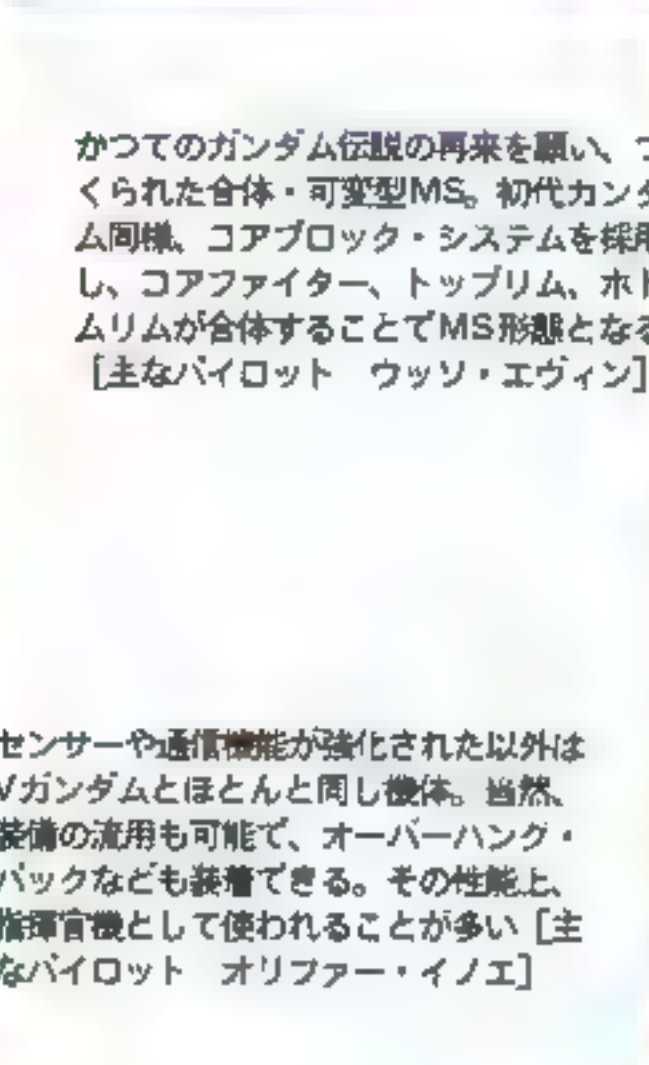 かつてのガンダム伝説の再来を願い、つ
くられた合体・可変型MS。初代ガンダ
ム同様、コアブロック・システムを採用
し、コアファイター、トップリム、ボト
ムリムが合体することでMS形態となる
[主なパイロット　ウッソ・エヴィン]
センサーや通信機能が強化された以外は
Vガンダムとほとんど同じ機体。当然、
装備の流用も可能で、オーバーハング・
パックなども装着できる。その性能上、
指揮官機として使われることが多い[主
なパイロット　オリファー・イノエ]